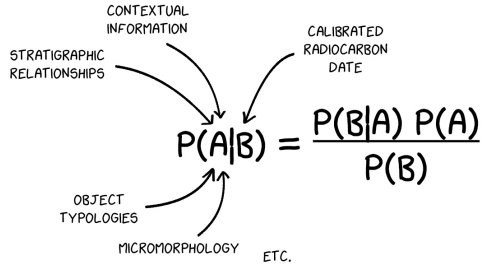 CONTEXTUAL
INFORMATION
STRATIGRAPHIC
RELATIONSHIPS
CALIBRATED
RADIOCARBON
DATE
P(A|B) = P(B|A) P(A)
P(B)
OBJECT
TYPOLOGIES
MICROMORPHOLOGY
ETC.